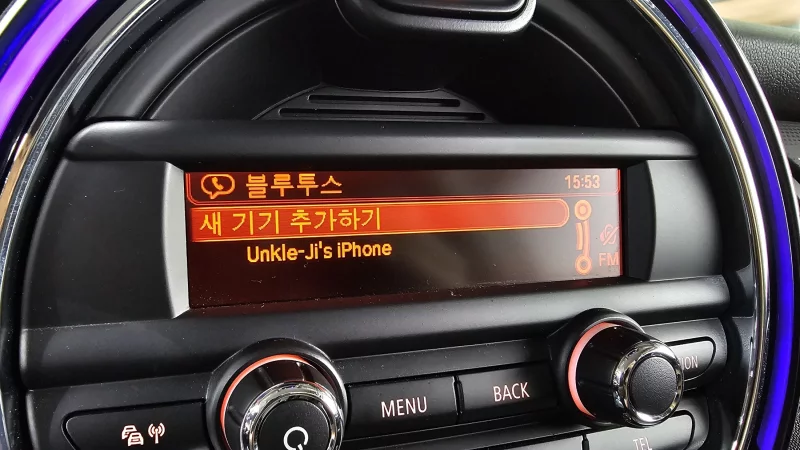 블루투스 15:53
새 기기 추가하기
Unkle-Ji's iPhone
FM
MENU BACK
TEL